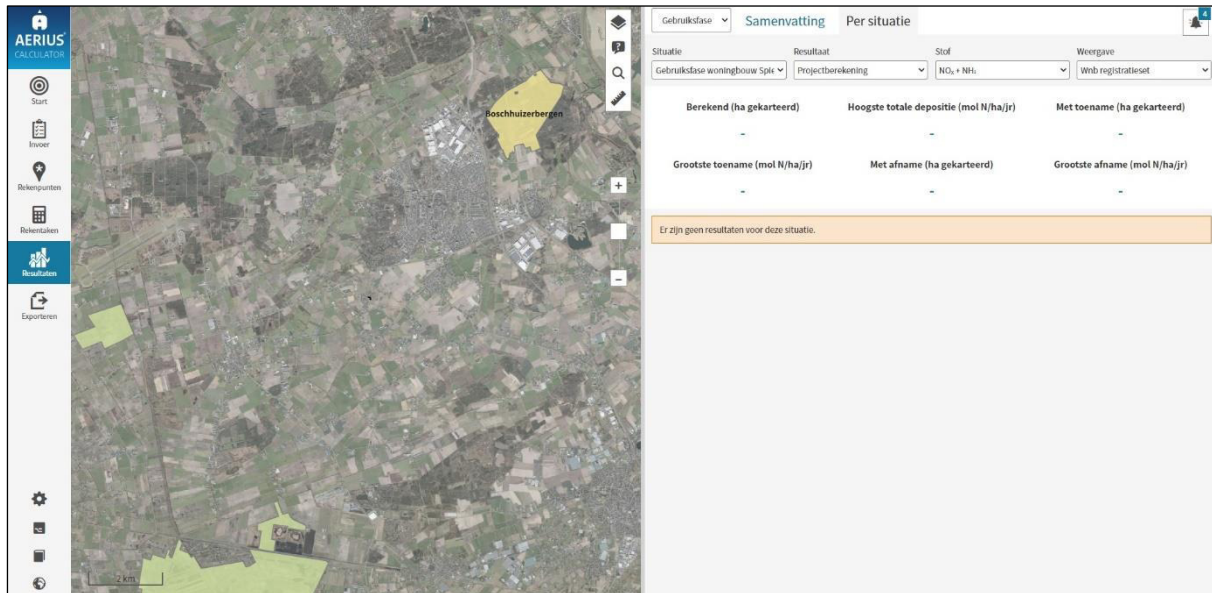 AERIUS
CALCULATOR
Start
Invoer
Rekenpunten
Rekentaken
Resultaten
Exporteren
Boschhuizerbergen
2 km
Gebruiksfase
Samenvatting
Per situatie
4
Situatie
Resultaat
Stof
Weergave
Gebruiksfase woningbouw Spie
Projectberekening
NOₓ + NH₃
Wnb registratieset
Berekend (ha gekarteerd)
Hoogste totale depositie (mol N/ha/jr)
Met toename (ha gekarteerd)
-
-
-
Grootste toename (mol N/ha/jr)
Met afname (ha gekarteerd)
Grootste afname (mol N/ha/jr)
-
-
-
Er zijn geen resultaten voor deze situatie.